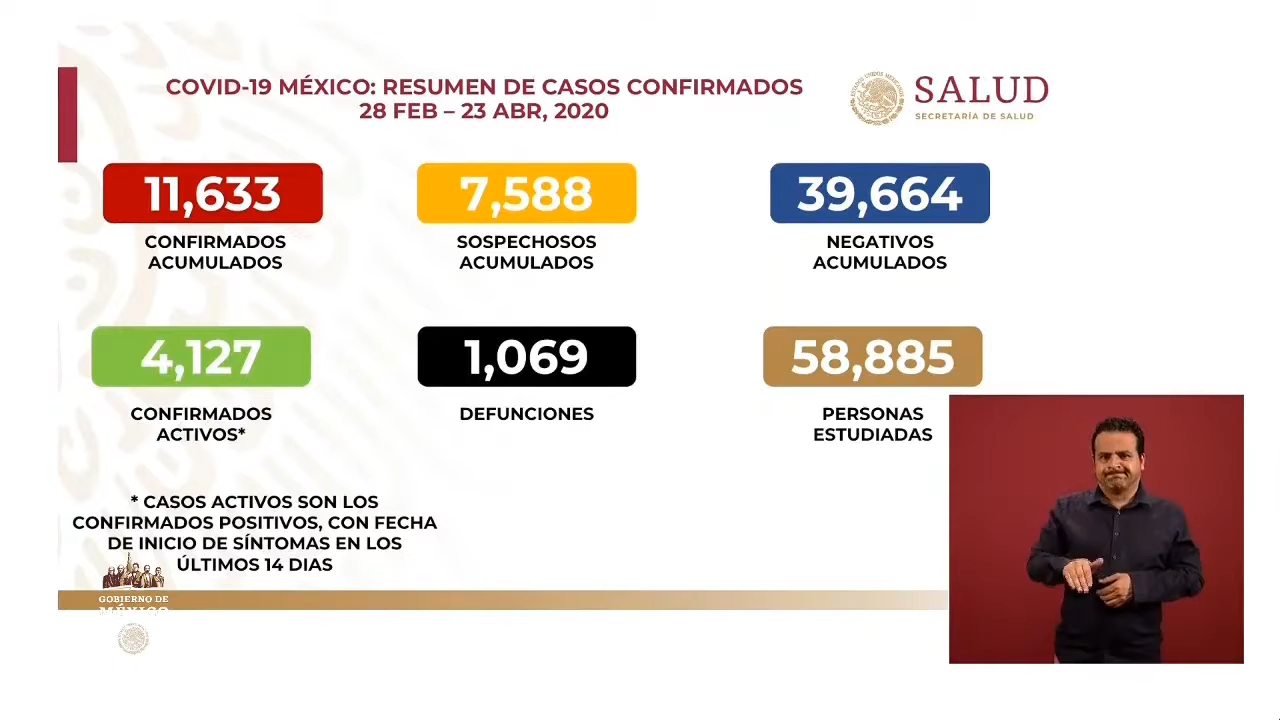 COVID-19 MÉXICO: RESUMEN DE CASOS CONFIRMADOS
28 FEB – 23 ABR, 2020
SALUD
SECRETARÍA DE SALUD
11,633
CONFIRMADOS
ACUMULADOS
7,588
SOSPECHOSOS
ACUMULADOS
39,664
NEGATIVOS
ACUMULADOS
4,127
CONFIRMADOS
ACTIVOS*
1,069
DEFUNCIONES
58,885
PERSONAS
ESTUDIADAS
* CASOS ACTIVOS SON LOS
CONFIRMADOS POSITIVOS, CON FECHA
DE INICIO DE SÍNTOMAS EN LOS
ÚLTIMOS 14 DIAS
GOBIERNO DE
MÉXICO